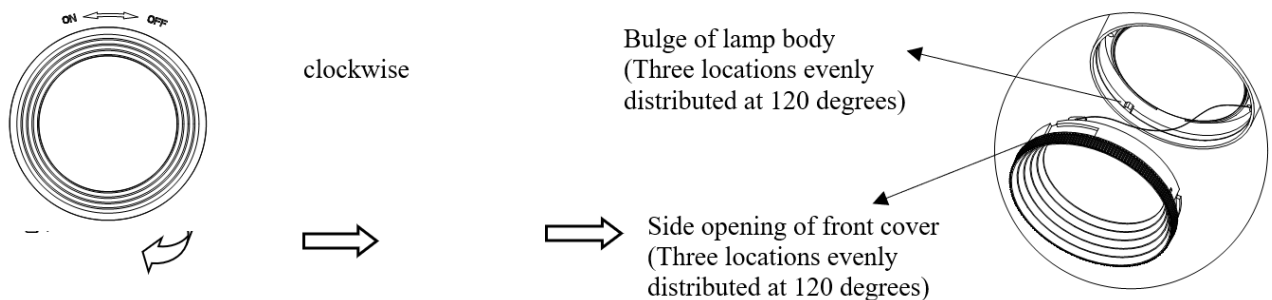 ON OFF
clockwise
Bulge of lamp body
(Three locations evenly
distributed at 120 degrees)
Side opening of front cover
(Three locations evenly
distributed at 120 degrees)